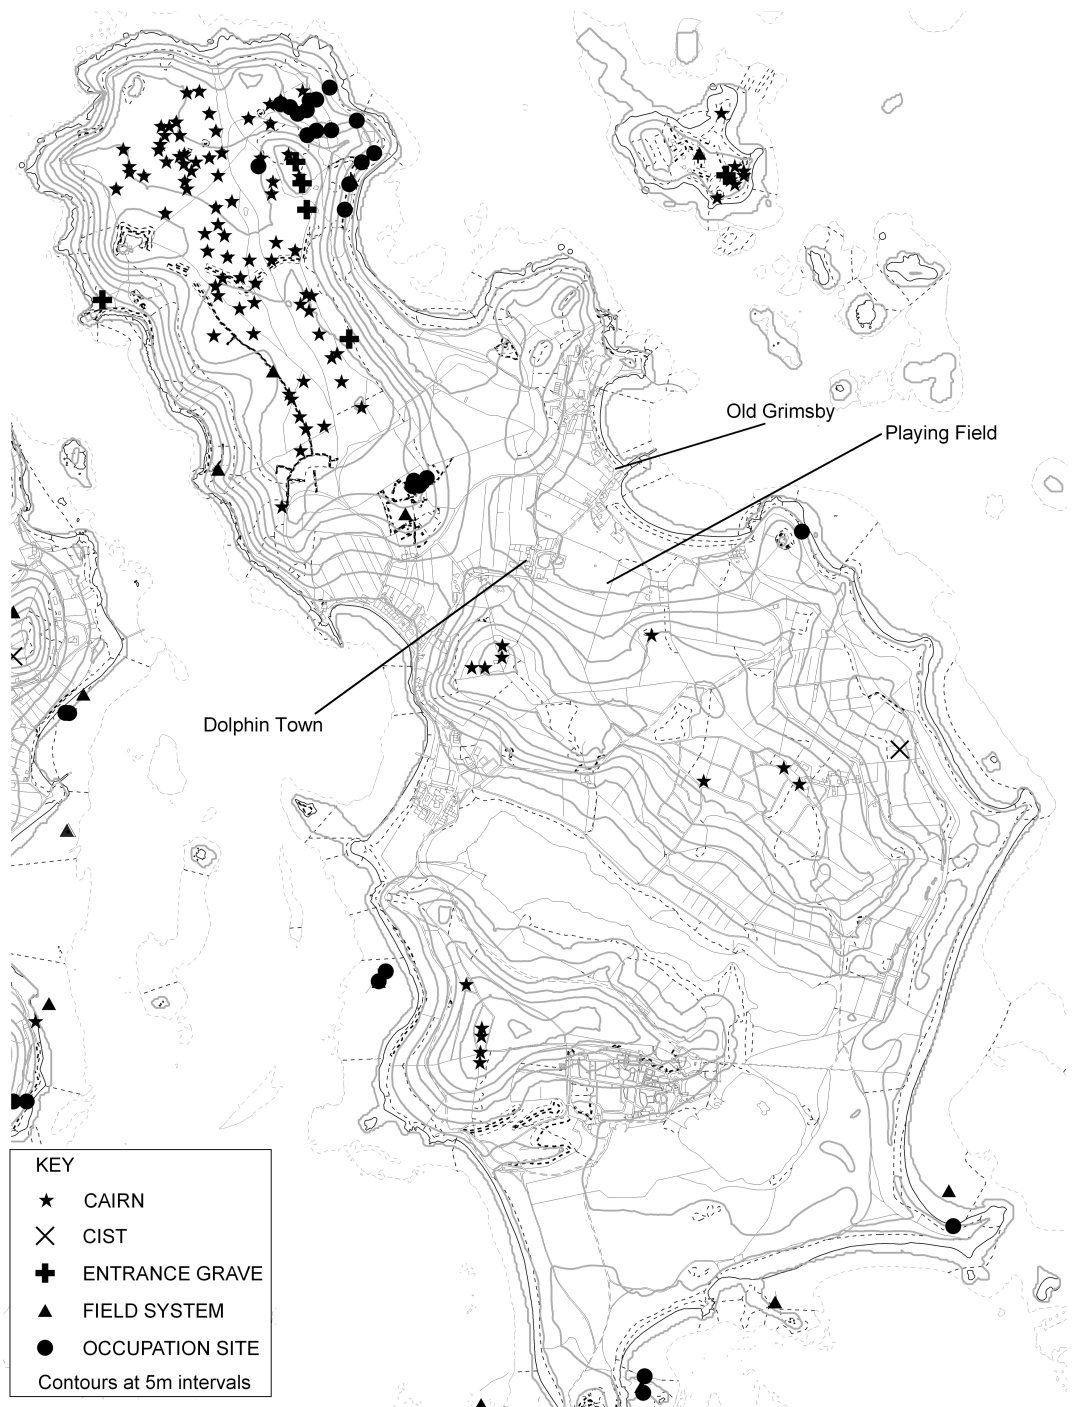 Old Grimsby
Playing Field
Dolphin Town
KEY
CAIRN
CIST
ENTRANCE GRAVE
FIELD SYSTEM
OCCUPATION SITE
Contours at 5m intervals